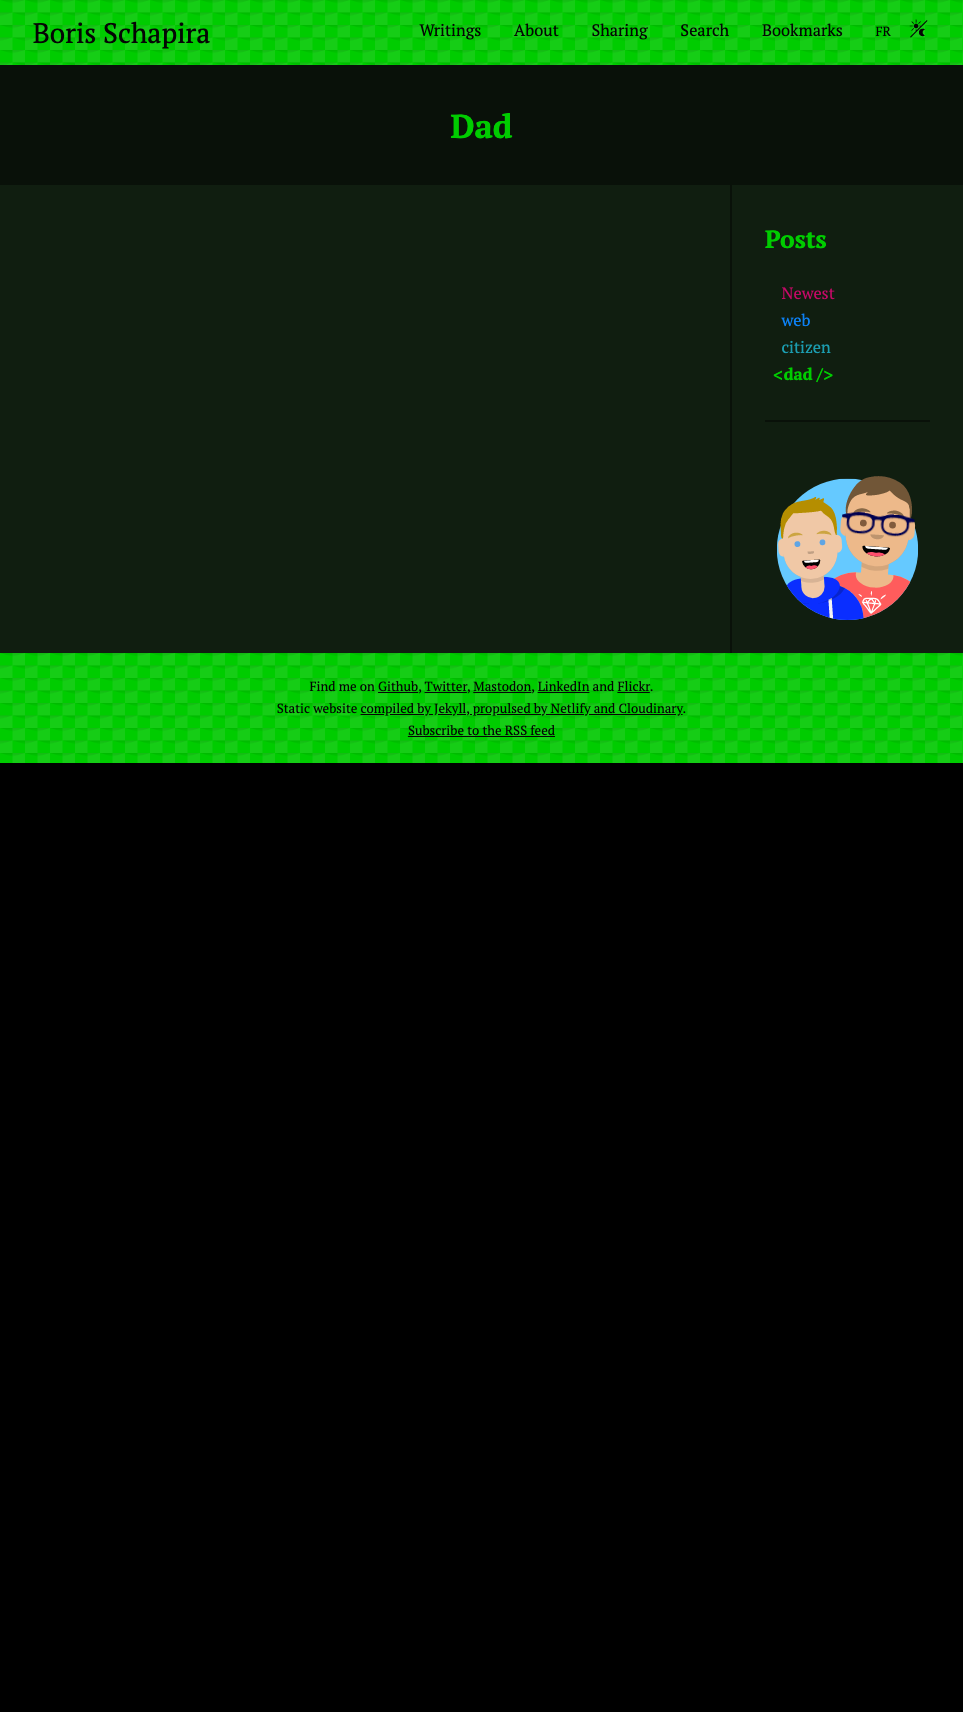 Boris Schapira
Writings About Sharing Search Bookmarks FR
Dad
Posts
Newest
web
citizen
<dad />
Find me on Github, Twitter, Mastodon, LinkedIn and Flickr.
Static website compiled by Jekyll, propulsed by Netlify and Cloudinary.
Subscribe to the RSS feed